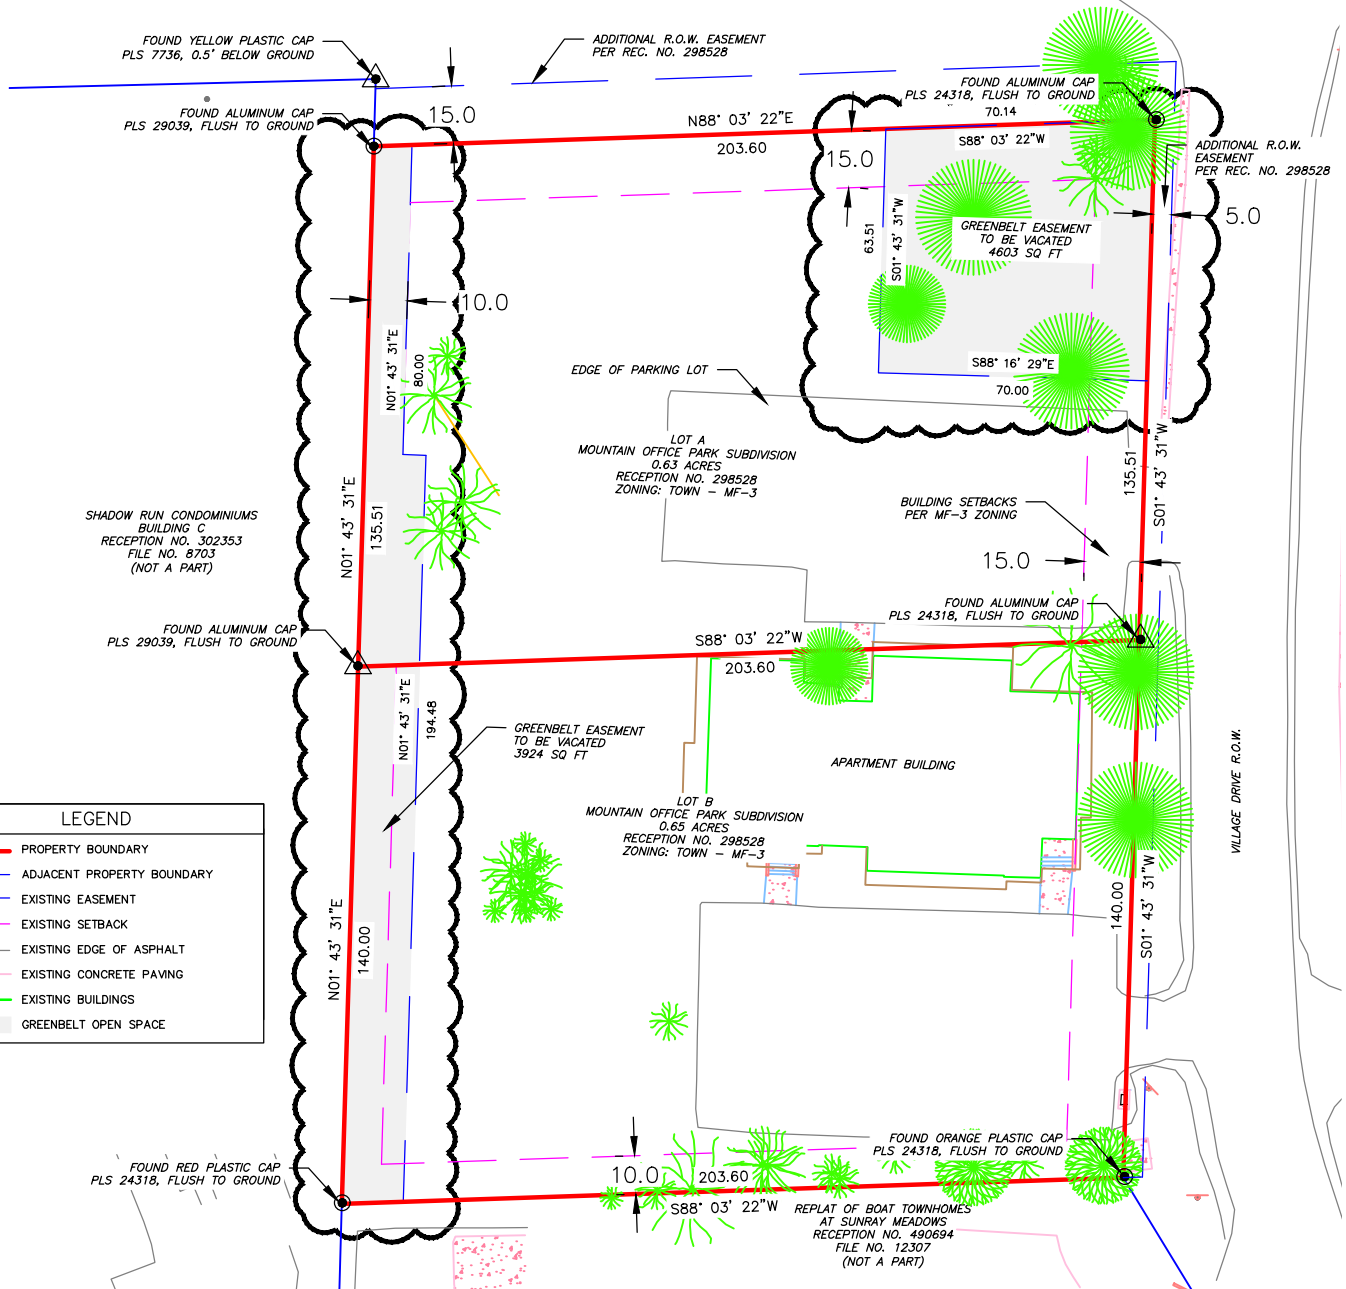 FOUND YELLOW PLASTIC CAP
PLS 7736, 0.5' BELOW GROUND
ADDITIONAL R.O.W. EASEMENT
PER REC. NO. 298528
FOUND ALUMINUM CAP
PLS 24318, FLUSH TO GROUND
FOUND ALUMINUM CAP
PLS 29039, FLUSH TO GROUND
15.0
N88° 03' 22"E
203.60
70.14
S88° 03' 22"W
15.0
ADDITIONAL R.O.W.
EASEMENT
PER REC. NO. 298528
5.0
63.51
S01° 43' 31"W
GREENBELT EASEMENT
TO BE VACATED
4603 SQ FT
10.0
N01° 43' 31"E
80.00
S88° 16' 29"E
70.00
EDGE OF PARKING LOT
LOT A
MOUNTAIN OFFICE PARK SUBDIVISION
0.63 ACRES
RECEPTION NO. 298528
ZONING: TOWN - MF-3
135.51
S01° 43' 31"W
N01° 43' 31"E
135.51
BUILDING SETBACKS
PER MF-3 ZONING
15.0
SHADOW RUN CONDOMINIUMS
BUILDING C
RECEPTION NO. 302353
FILE NO. 8703
(NOT A PART)
FOUND ALUMINUM CAP
PLS 24318, FLUSH TO GROUND
FOUND ALUMINUM CAP
PLS 29039, FLUSH TO GROUND
S88° 03' 22"W
203.60
N01° 43' 31"E
194.48
GREENBELT EASEMENT
TO BE VACATED
3924 SQ FT
APARTMENT BUILDING
VILLAGE DRIVE R.O.W.
LOT B
MOUNTAIN OFFICE PARK SUBDIVISION
0.65 ACRES
RECEPTION NO. 298528
ZONING: TOWN - MF-3
LEGEND
PROPERTY BOUNDARY
ADJACENT PROPERTY BOUNDARY
EXISTING EASEMENT
EXISTING SETBACK
EXISTING EDGE OF ASPHALT
EXISTING CONCRETE PAVING
EXISTING BUILDINGS
GREENBELT OPEN SPACE
N01° 43' 31"E
140.00
140.00
S01° 43' 31"W
FOUND ORANGE PLASTIC CAP
PLS 24318, FLUSH TO GROUND
FOUND RED PLASTIC CAP
PLS 24318, FLUSH TO GROUND
10.0
203.60
S88° 03' 22"W
REPLAT OF BOAT TOWNHOMES
AT SUNRAY MEADOWS
RECEPTION NO. 490694
FILE NO. 12307
(NOT A PART)